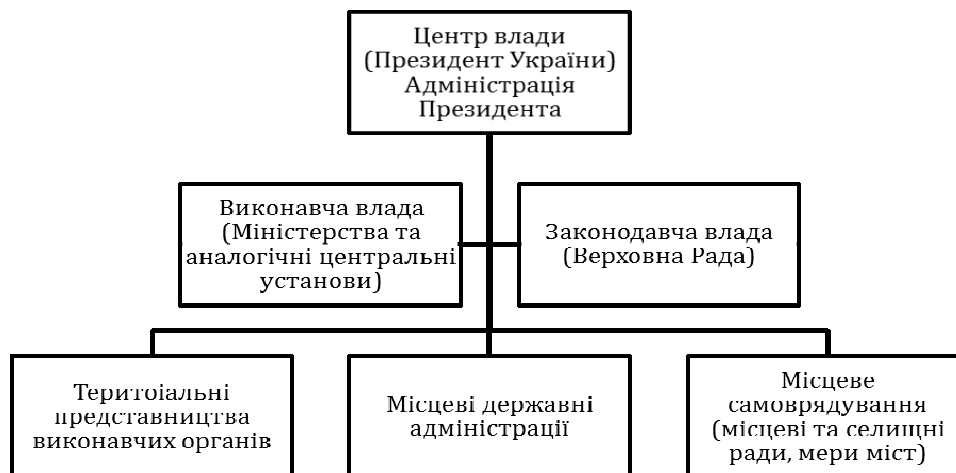 Центр влади
(Президент України)
Адміністрація
Президента
Виконавча влада
(Міністерства та
аналогічні центральні
установи)
Законодавча влада
(Верховна Рада)
Територіальні
представництва
виконавчих органів
Місцеві державні
адміністрації
Місцеве
самоврядування
(місцеві та селищні
ради, мери міст)